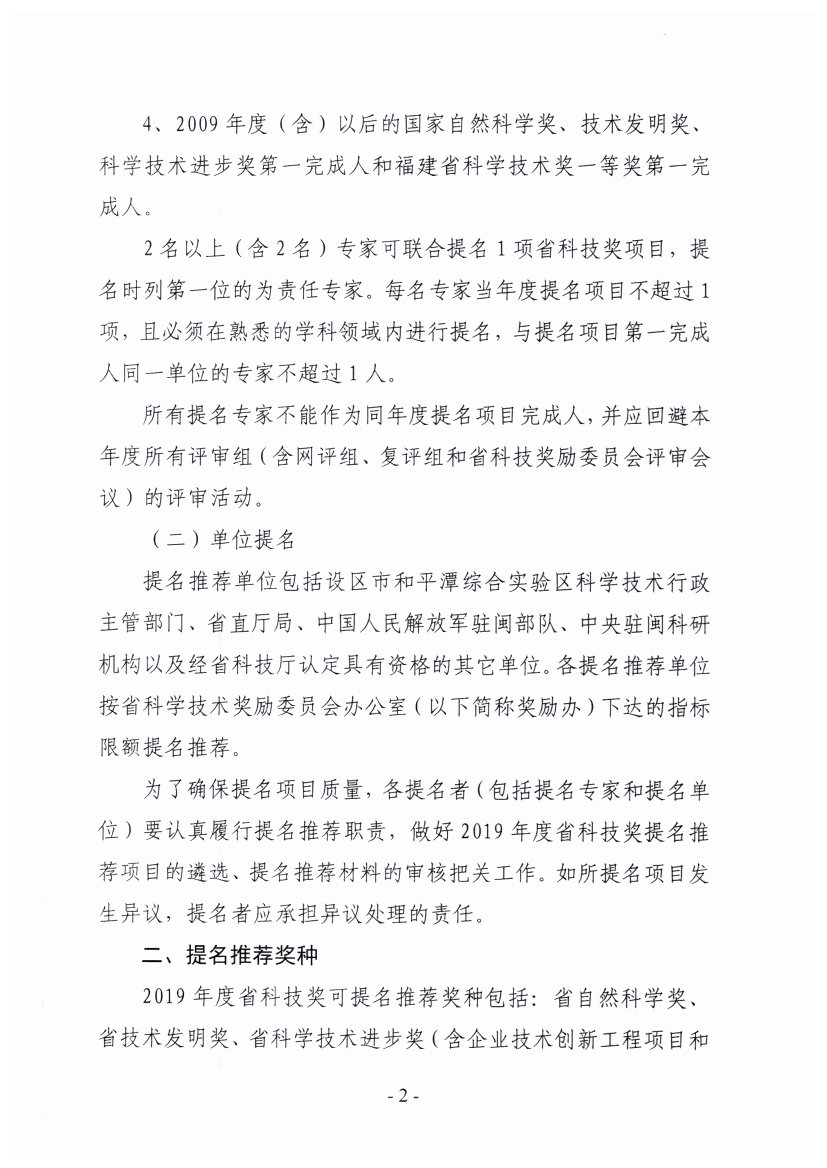 4、2009 年度（含）以后的国家自然科学奖、技术发明奖、
科学技术进步奖第一完成人和福建省科学技术奖一等奖第一完
成人。
2 名以上（含 2 名）专家可联合提名 1 项省科技奖项目，提
名时列第一位的为责任专家。每名专家当年度提名项目不超过 1
项，且必须在熟悉的学科领域内进行提名，与提名项目第一完成
人同一单位的专家不超过 1 人。
所有提名专家不能作为同年度提名项目完成人，并应回避本
年度所有评审组（含网评组、复评组和省科技奖励委员会评审会
议）的评审活动。
（二）单位提名
提名推荐单位包括设区市和平潭综合实验区科学技术行政
主管部门、省直厅局、中国人民解放军驻闽部队、中央驻闽科研
机构以及经省科技厅认定具有资格的其它单位。各提名推荐单位
按省科学技术奖励委员会办公室（以下简称奖励办）下达的指标
限额提名推荐。
为了确保提名项目质量，各提名者（包括提名专家和提名单
位）要认真履行提名推荐职责，做好 2019 年度省科技奖提名推
荐项目的遴选、提名推荐材料的审核把关工作。如所提名项目发
生异议，提名者应承担异议处理的责任。
二、提名推荐奖种
2019 年度省科技奖可提名推荐奖种包括：省自然科学奖、
省技术发明奖、省科学技术进步奖（含企业技术创新工程项目和
- 2 -